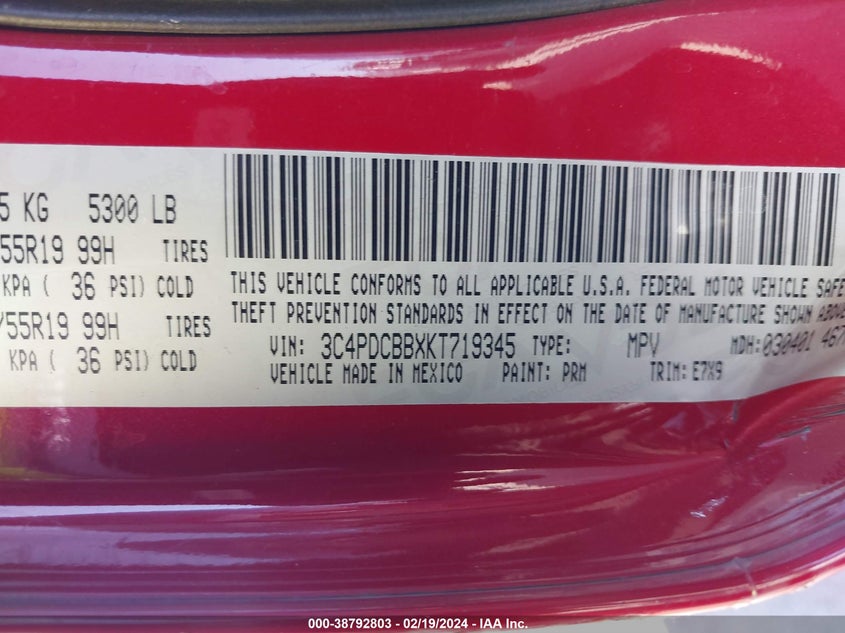 5 KG 5300 LB
55R19 99H TIRES
KPA ( 36 PSI) COLD
/55R19 99H TIRES
KPA ( 36 PSI) COLD
THIS VEHICLE CONFORMS TO ALL APPLICABLE U.S.A. FEDERAL MOTOR VEHICLE SAFE
THEFT PREVENTION STANDARDS IN EFFECT ON THE DATE OF MANUFACTURE SHOWN ABOVE
VIN: 3C4PDCBBXKT719345 TYPE: MPV MDH: 030401 467
VEHICLE MADE IN MEXICO PAINT: PRM TRIM: E7X9
000-38792803 - 02/19/2024 - IAA Inc.